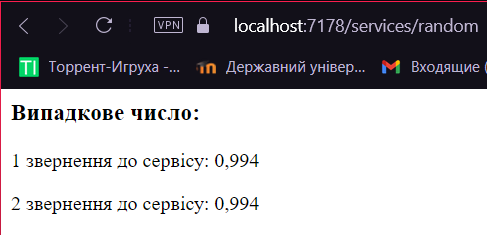 VPN localhost:7178/services/random
TI Торрент-Игруха -... Державний універ... Входящие (
Випадкове число:
1 звернення до сервісу: 0,994
2 звернення до сервісу: 0,994